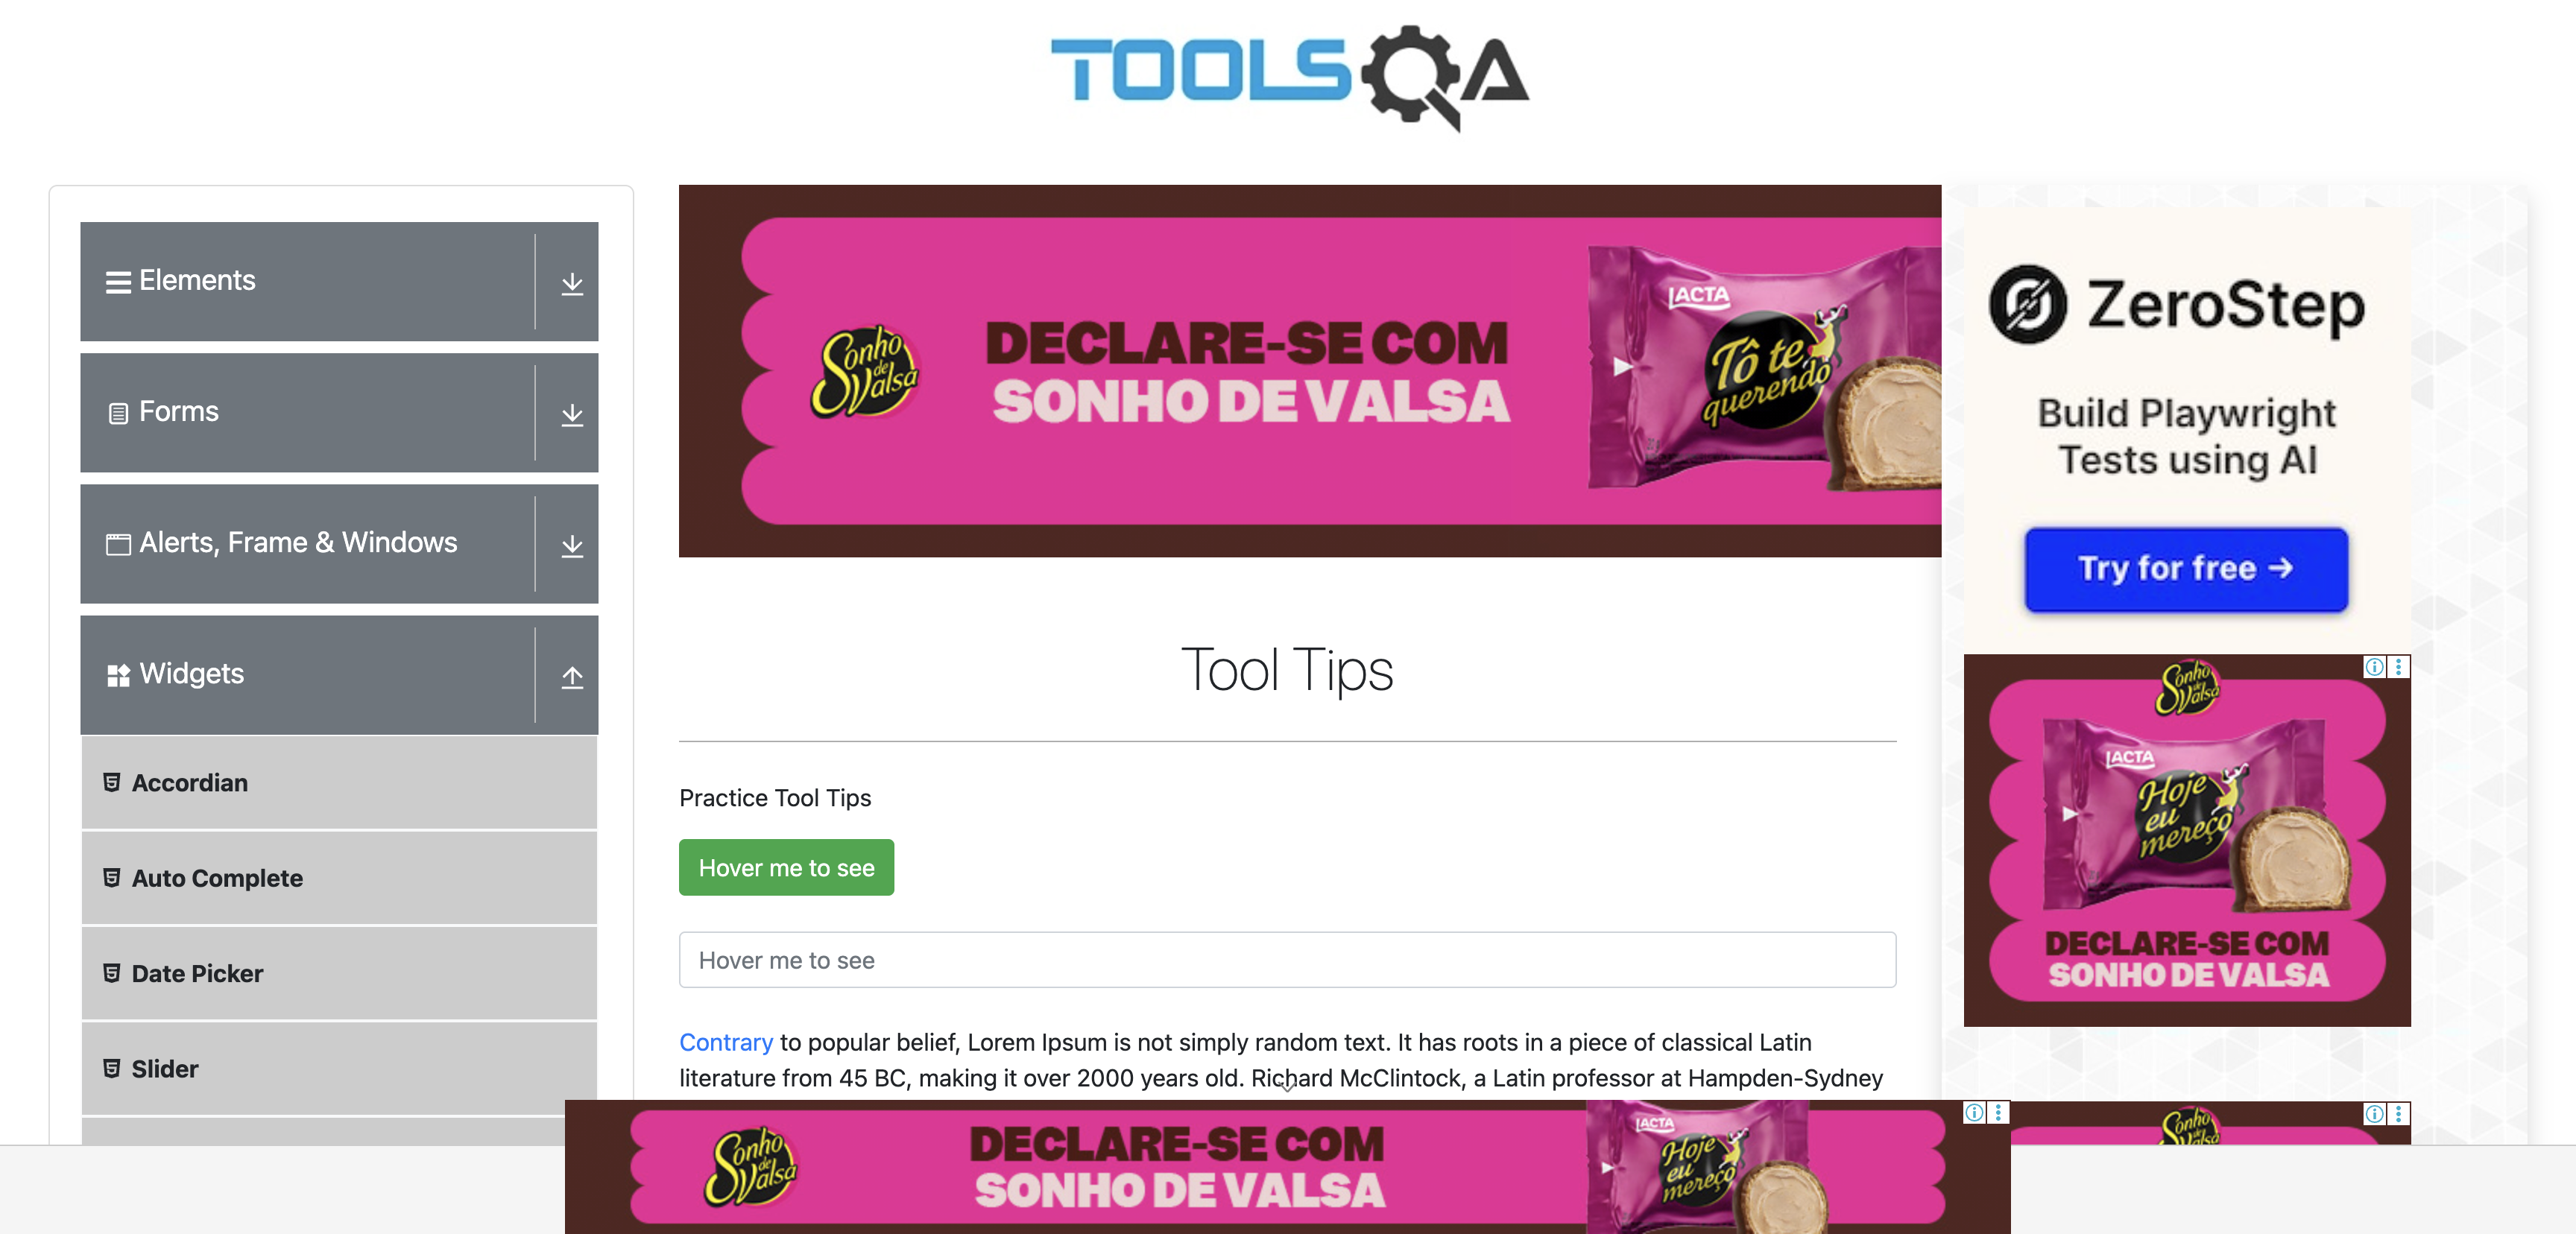 TOOLSQA
Elements
Forms
Alerts, Frame & Windows
Widgets
Accordian
Auto Complete
Date Picker
Slider
Sonho de Valsa
DECLARE-SE COM
SONHO DE VALSA
LACTA
Tô te querendo
Tool Tips
Practice Tool Tips
Hover me to see
Hover me to see
Contrary to popular belief, Lorem Ipsum is not simply random text. It has roots in a piece of classical Latin
literature from 45 BC, making it over 2000 years old. Richard McClintock, a Latin professor at Hampden-Sydney
ZeroStep
Build Playwright
Tests using AI
Try for free →
Sonho de Valsa
LACTA
Hoje
eu
mereço
DECLARE-SE COM
SONHO DE VALSA
Sonho de Valsa
DECLARE-SE COM
SONHO DE VALSA
LACTA
Hoje
eu
mereço
Sonho
Valsa